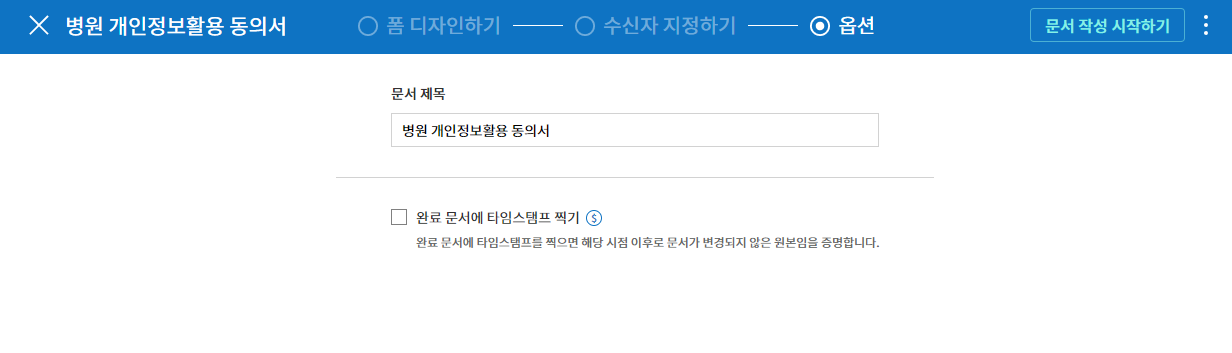 병원 개인정보활용 동의서
폼 디자인하기
수신자 지정하기
옵션
문서 작성 시작하기
문서 제목
병원 개인정보활용 동의서
완료 문서에 타임스탬프 찍기 $
완료 문서에 타임스탬프를 찍으면 해당 시점 이후로 문서가 변경되지 않은 원본임을 증명합니다.